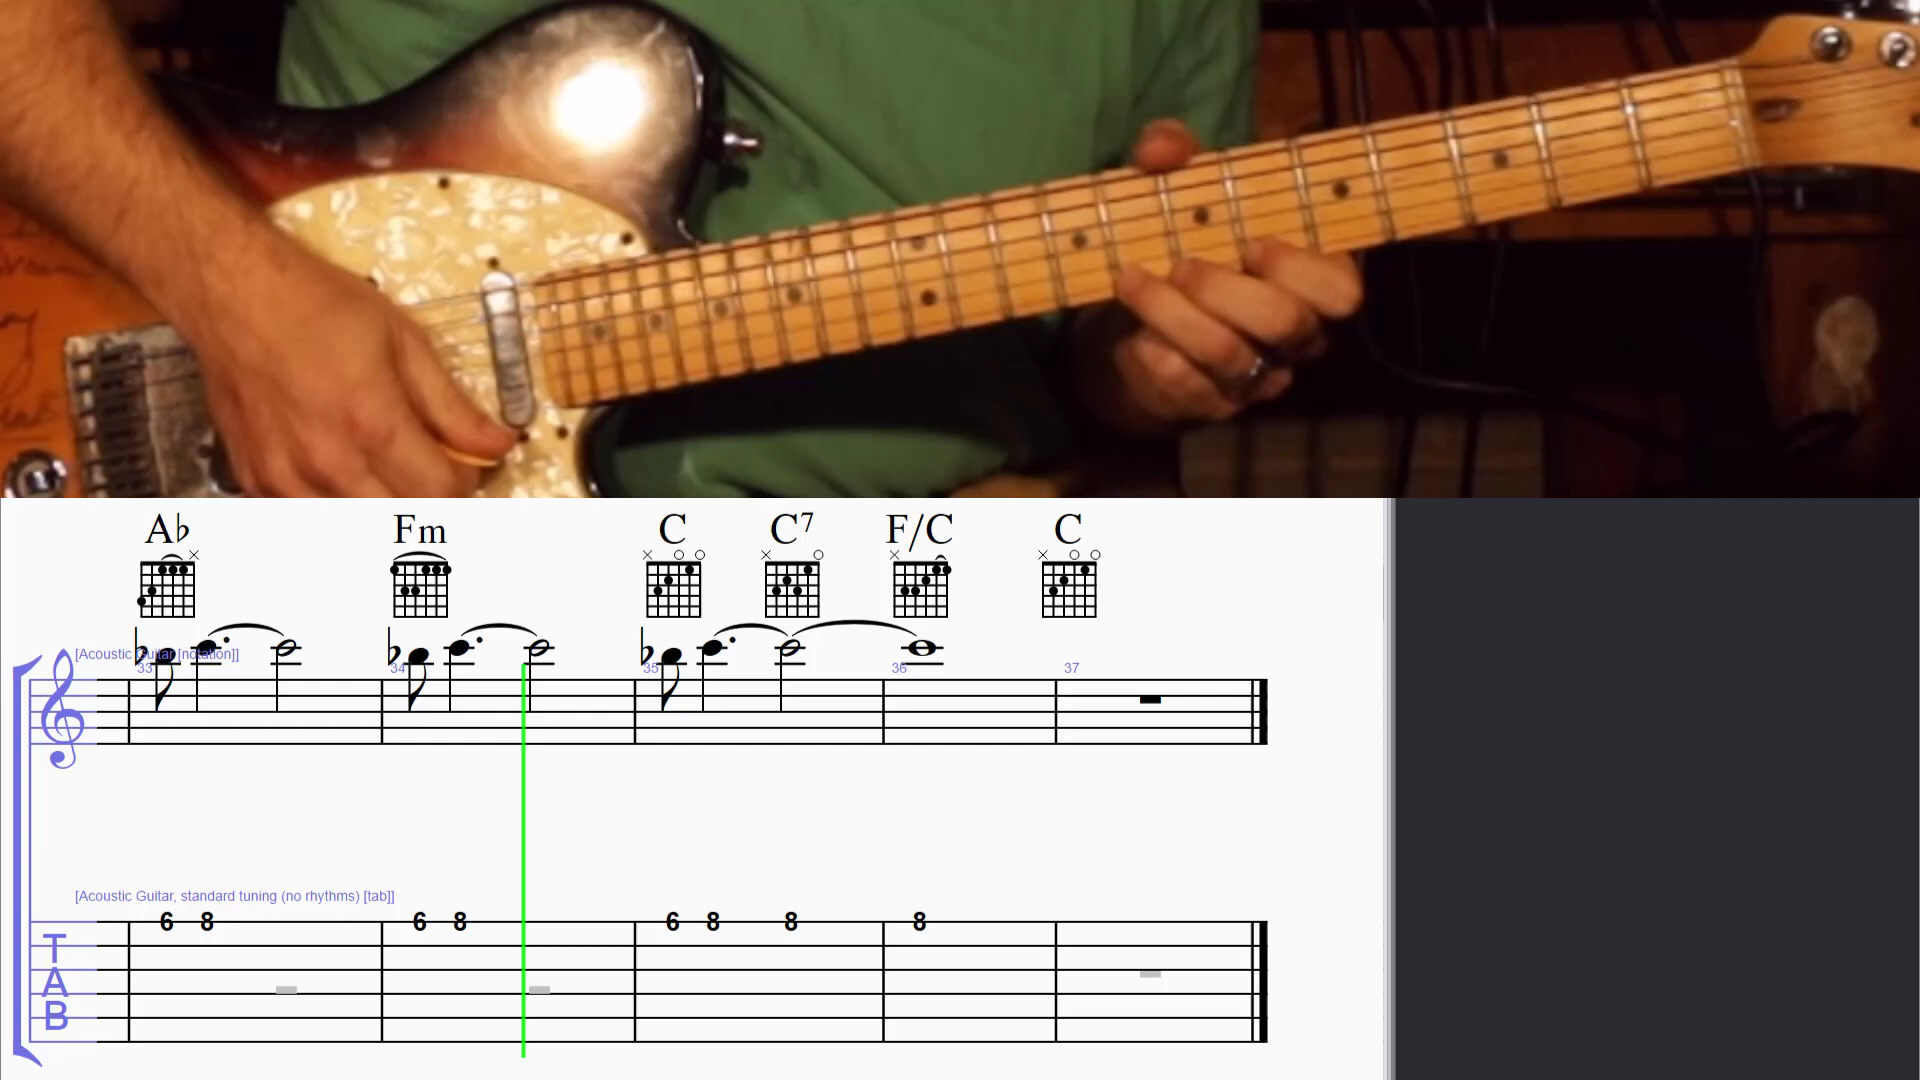 A♭ Fm C C7 F/C C
[Acoustic Guitar [notation]]
33 34 35 36 37
[Acoustic Guitar, standard tuning (no rhythms) [tab]]
6 8 6 8 6 8 8 8
T
A
B